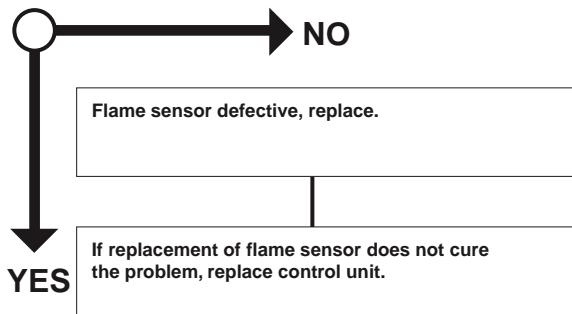 NO
Flame sensor defective, replace.
If replacement of flame sensor does not cure
the problem, replace control unit.
YES